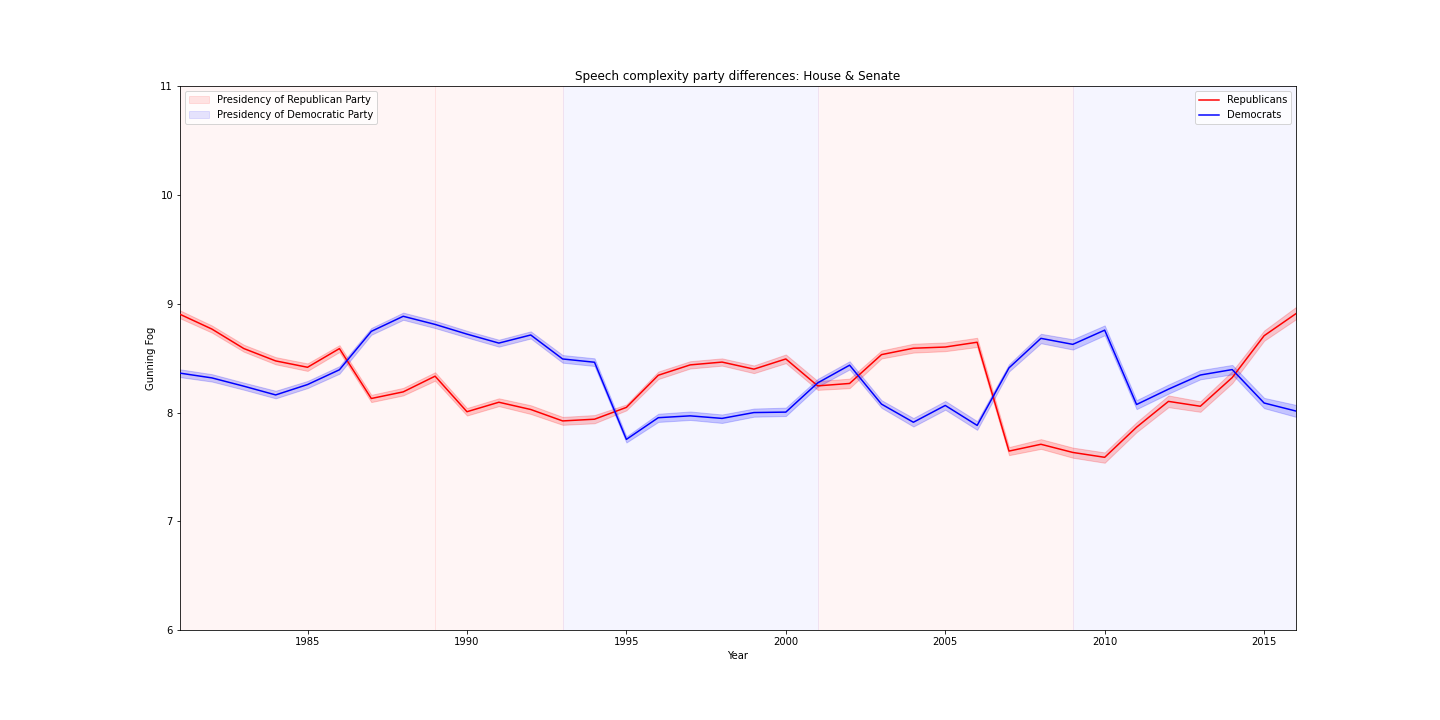 Speech complexity party differences: House & Senate
Presidency of Republican Party
Presidency of Democratic Party
Republicans
Democrats
Gunning Fog
11
10
9
8
7
6
1985
1990
1995
2000
2005
2010
2015
Year